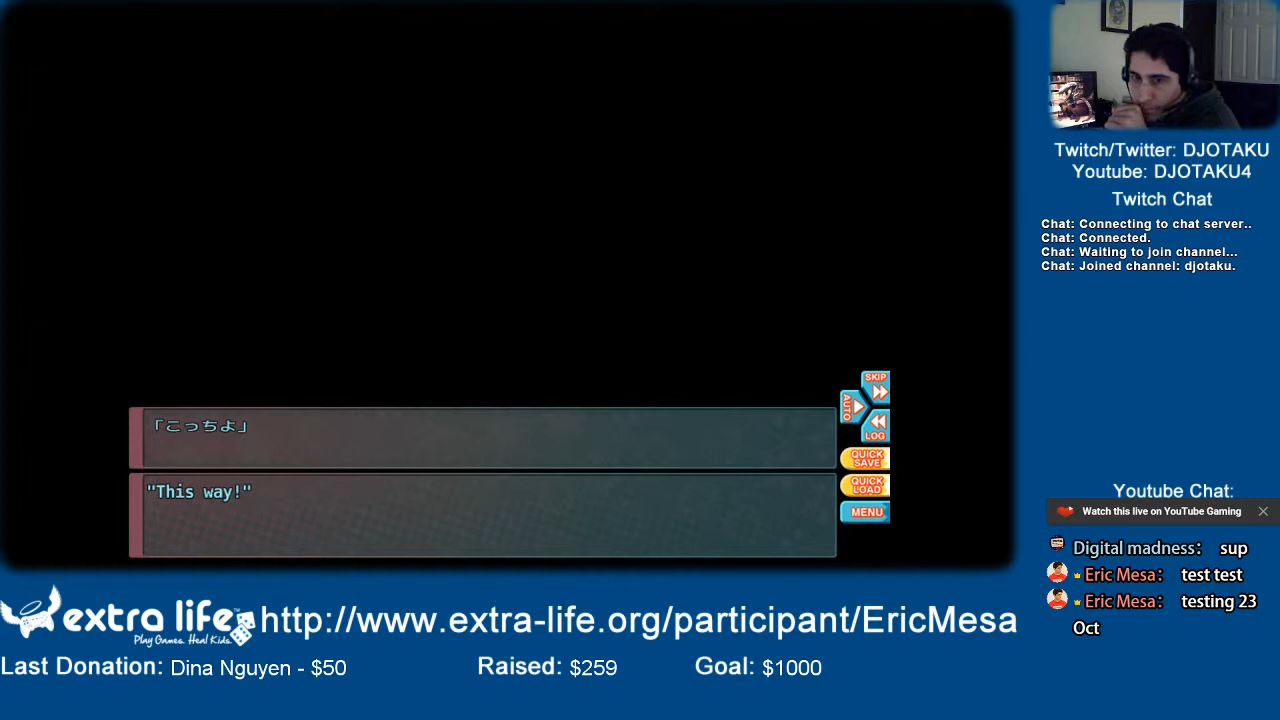 「こっちよ」
"This way!"
SKIP
AUTO
LOG
QUICK
SAVE
QUICK
LOAD
MENU
Twitch/Twitter: DJOTAKU
Youtube: DJOTAKU4
Twitch Chat
Chat: Connecting to chat server..
Chat: Connected.
Chat: Waiting to join channel...
Chat: Joined channel: djotaku.
Youtube Chat:
Watch this live on YouTube Gaming
Digital madness: sup
Eric Mesa: test test
Eric Mesa: testing 23
Oct
extra life™
Play Games. Heal Kids.
http://www.extra-life.org/participant/EricMesa
Last Donation: Dina Nguyen - $50
Raised: $259
Goal: $1000